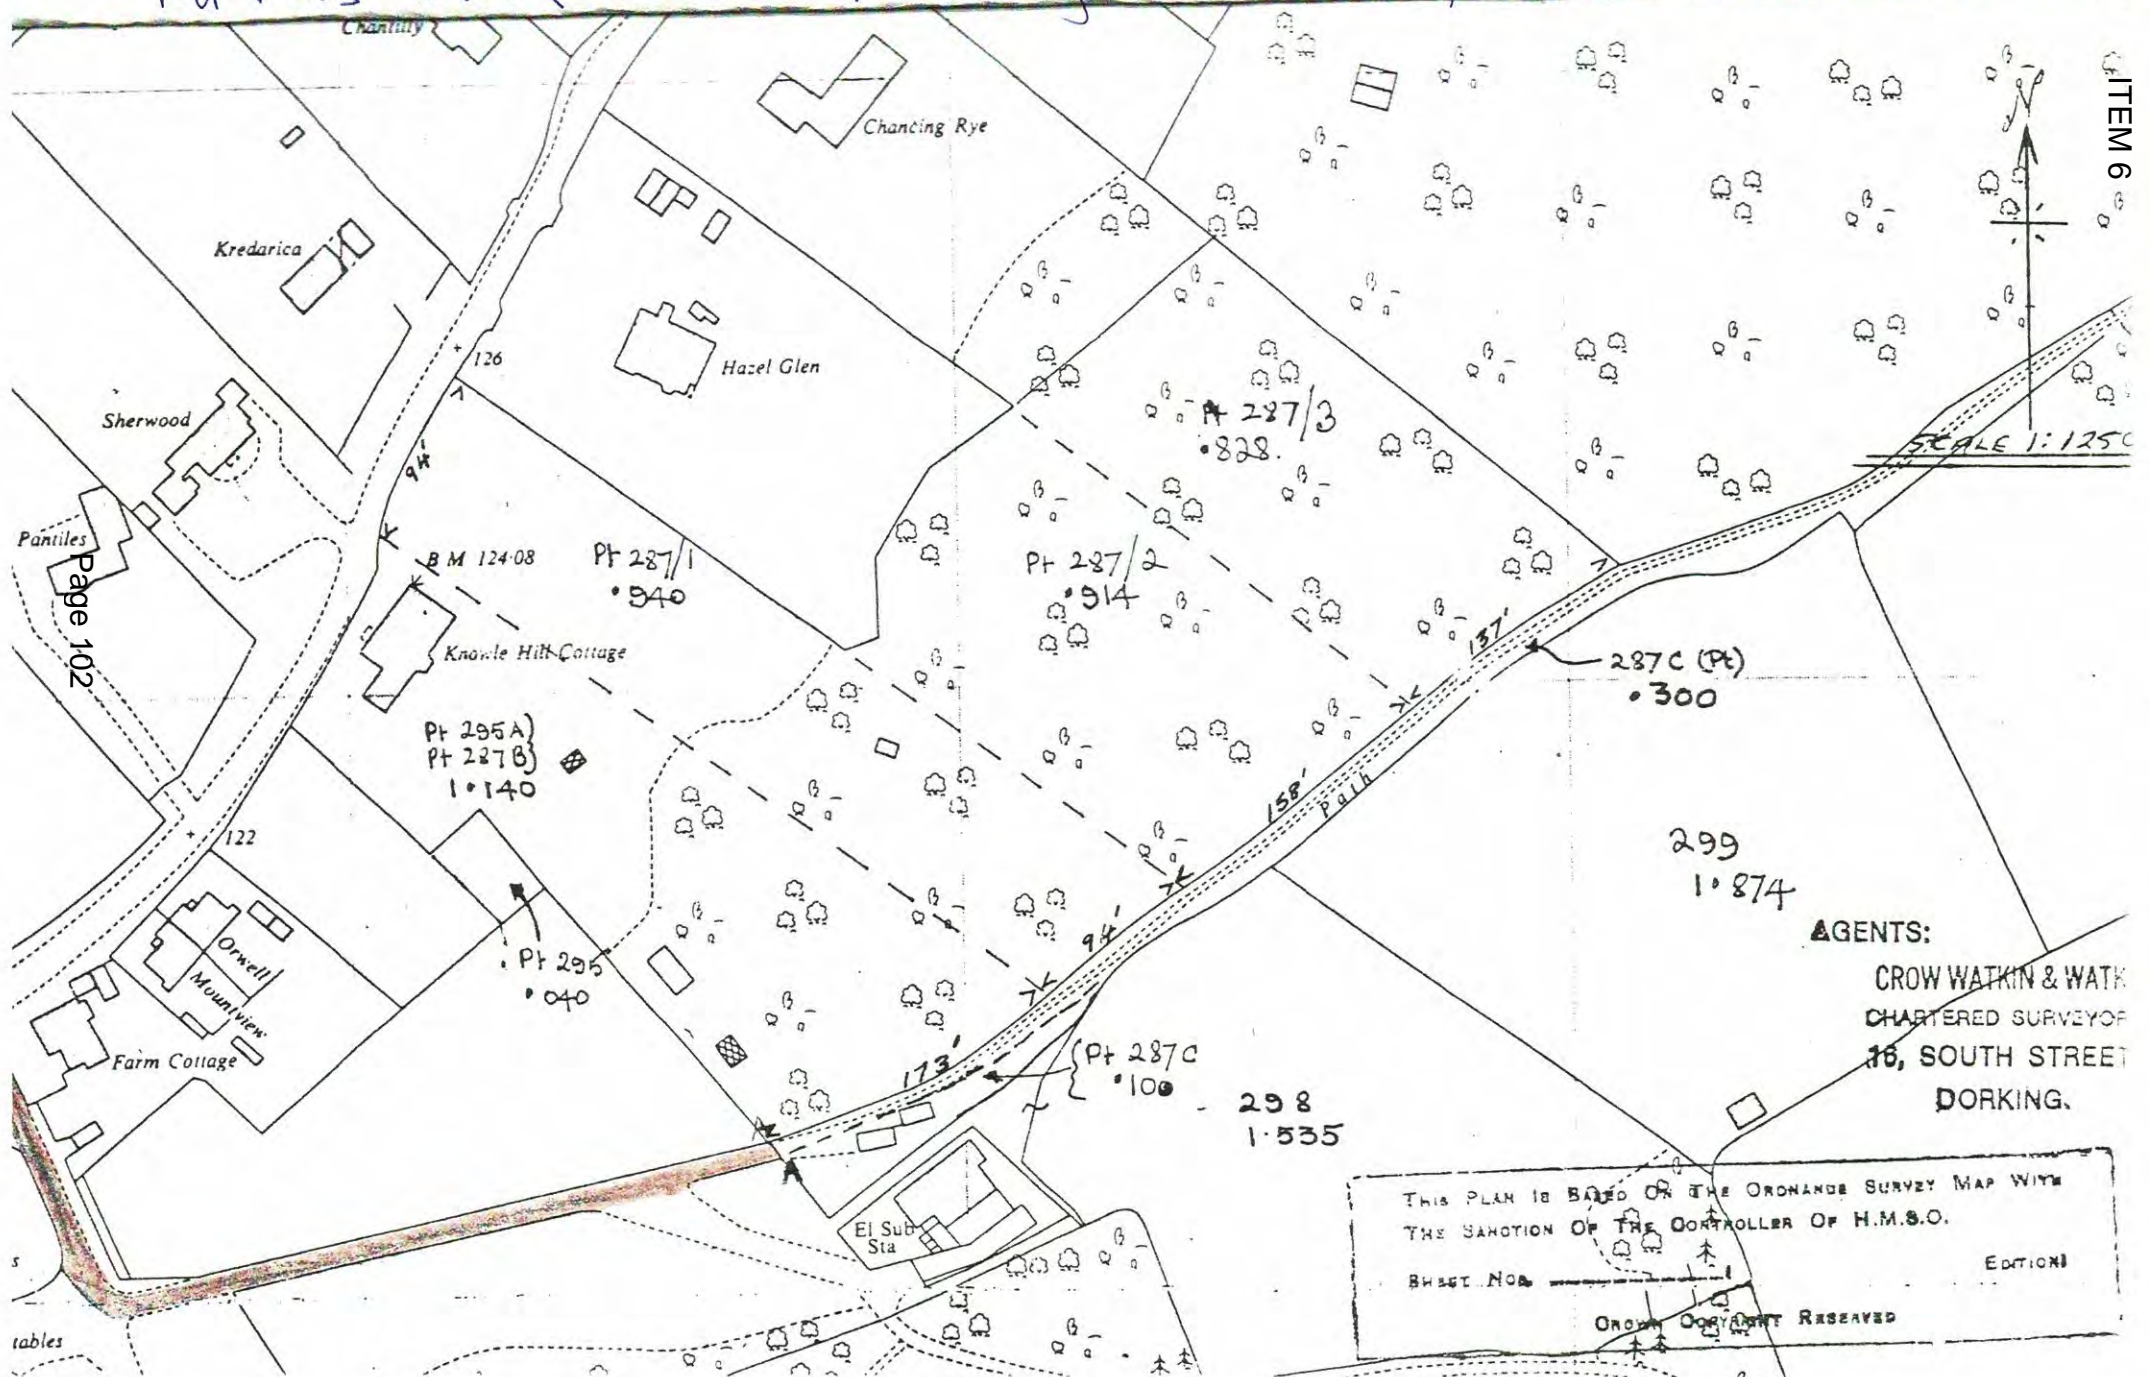 Chantilly
ITEM 6
Chancing Rye
Kredarica
126
Hazel Glen
Sherwood
Pt 287/3
·828.
SCALE 1:1250
94'
Pantiles
Page 102
B M 124·08
Pt 287/1
·940
Pt 287/2
·914
Knowle Hill Cottage
137'
287C (Pt)
·300
Pt 295A}
Pt 287B}
1·140
158'
Path
122
299
1·874
AGENTS:
CROW WATKIN & WATK
CHARTERED SURVEYOR
16, SOUTH STREET
DORKING.
94'
Orwell
Mountview
Pt 295
·040
Farm Cottage
173'
{Pt 287C
·100
298
1·535
A
El Sub
Sta
THIS PLAN IS BASED ON THE ORDNANCE SURVEY MAP WITH
THE SANCTION OF THE CONTROLLER OF H.M.S.O.
SHEET NOS
EDITIONS
CROWN COPYRIGHT RESERVED
s
tables